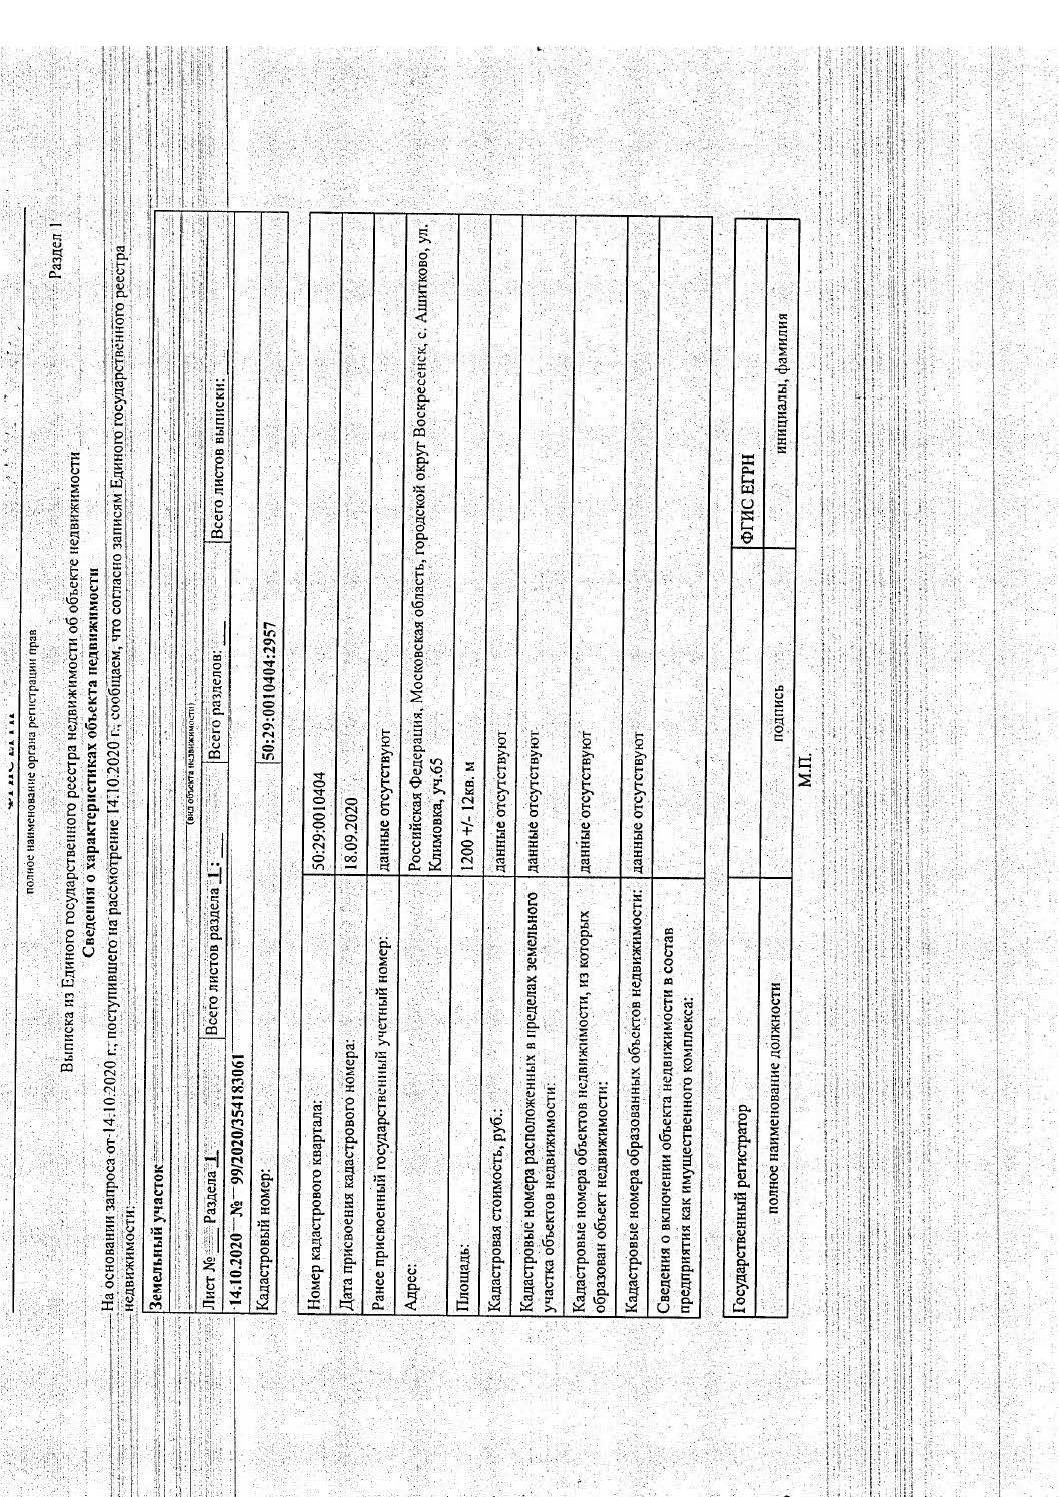 полное наименование органа регистрации прав
Раздел 1
Выписка из Единого государственного реестра недвижимости об объекте недвижимости
Сведения о характеристиках объекта недвижимости
На основании запроса от 14.10.2020 г., поступившего на рассмотрение 14.10.2020 г., сообщаем, что согласно записям Единого государственного реестра
недвижимости:
Земельный участок
(вид объекта недвижимости)
Лист № ___ Раздела 1 Всего листов раздела 1 : ___ Всего разделов: ___ Всего листов выписки: ___
14.10.2020 № 99/2020/354183061
Кадастровый номер: 50:29:0010404:2957
Номер кадастрового квартала: 50:29:0010404
Дата присвоения кадастрового номера: 18.09.2020
Ранее присвоенный государственный учетный номер: данные отсутствуют
Адрес: Российская Федерация, Московская область, городской округ Воскресенск, с. Ашитково, ул.
Климовка, уч.65
Площадь: 1200 +/- 12кв. м
Кадастровая стоимость, руб.: данные отсутствуют
Кадастровые номера расположенных в пределах земельного
участка объектов недвижимости: данные отсутствуют
Кадастровые номера объектов недвижимости, из которых
образован объект недвижимости: данные отсутствуют
Кадастровые номера образованных объектов недвижимости: данные отсутствуют
Сведения о включении объекта недвижимости в состав
предприятия как имущественного комплекса:
Государственный регистратор ФГИС ЕГРН
полное наименование должности подпись инициалы, фамилия
М.П.